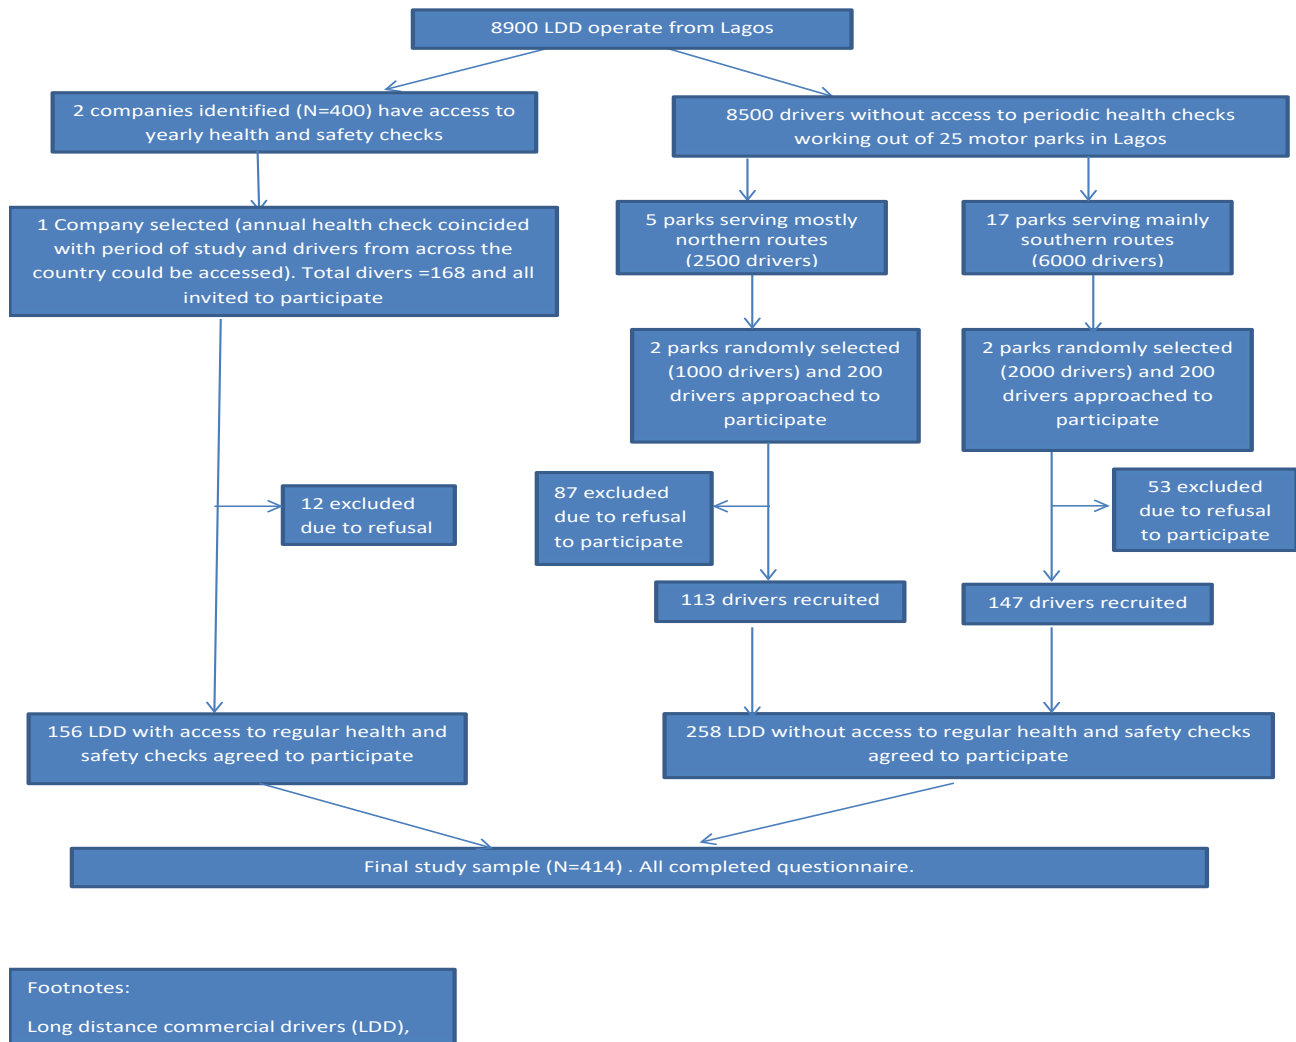 8900 LDD operate from Lagos
2 companies identified (N=400) have access to
yearly health and safety checks
8500 drivers without access to periodic health checks
working out of 25 motor parks in Lagos
1 Company selected (annual health check coincided
with period of study and drivers from across the
country could be accessed). Total divers =168 and all
invited to participate
5 parks serving mostly
northern routes
(2500 drivers)
17 parks serving mainly
southern routes
(6000 drivers)
2 parks randomly selected
(1000 drivers) and 200
drivers approached to
participate
2 parks randomly selected
(2000 drivers) and 200
drivers approached to
participate
12 excluded
due to refusal
87 excluded
due to refusal
to participate
53 excluded
due to refusal
to participate
113 drivers recruited
147 drivers recruited
156 LDD with access to regular health and
safety checks agreed to participate
258 LDD without access to regular health and safety checks
agreed to participate
Final study sample (N=414) . All completed questionnaire.
Footnotes:
Long distance commercial drivers (LDD),